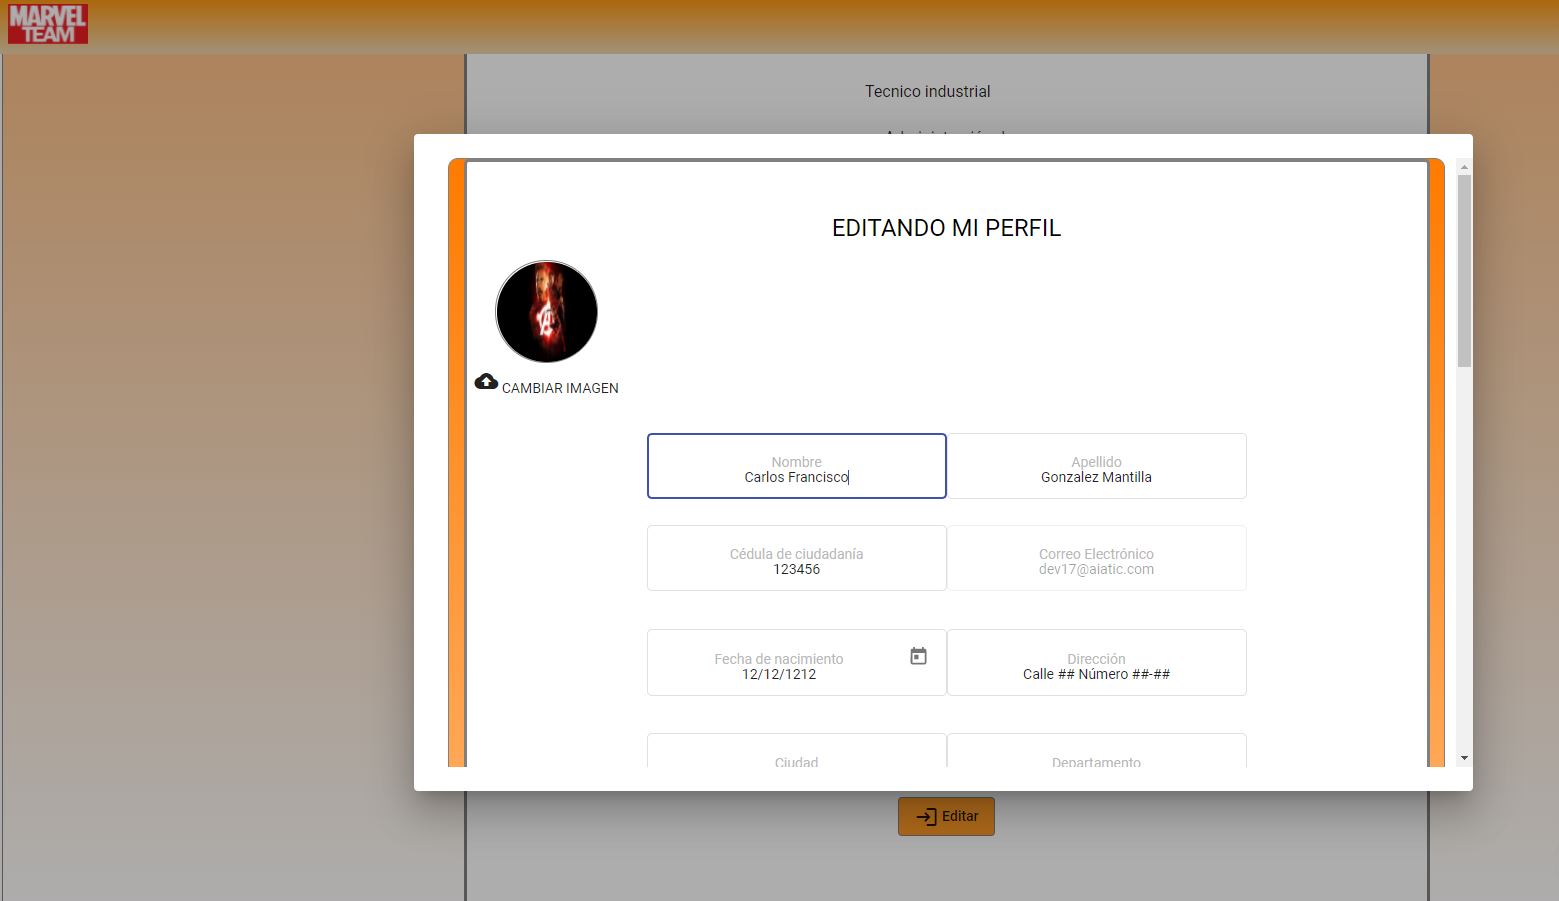 MARVEL
TEAM
Tecnico industrial
EDITANDO MI PERFIL
CAMBIAR IMAGEN
Nombre
Carlos Francisco
Apellido
Gonzalez Mantilla
Cédula de ciudadanía
123456
Correo Electrónico
dev17@aiatic.com
Fecha de nacimiento
12/12/1212
Dirección
Calle ## Número ##-##
Ciudad
Departamento
Editar